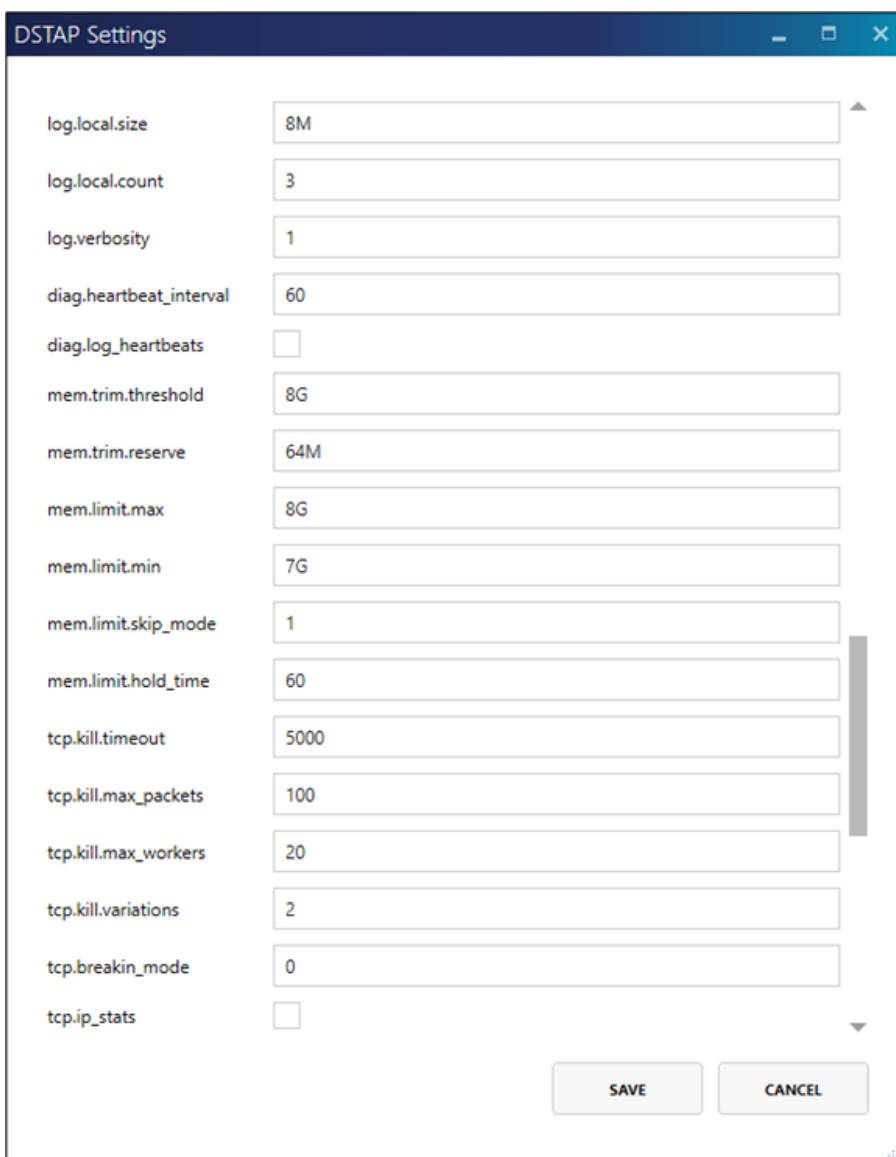 DSTAP Settings
log.local.size 8M
log.local.count 3
log.verbosity 1
diag.heartbeat_interval 60
diag.log_heartbeats
mem.trim.threshold 8G
mem.trim.reserve 64M
mem.limit.max 8G
mem.limit.min 7G
mem.limit.skip_mode 1
mem.limit.hold_time 60
tcp.kill.timeout 5000
tcp.kill.max_packets 100
tcp.kill.max_workers 20
tcp.kill.variations 2
tcp.breakin_mode 0
tcp.ip_stats
SAVE CANCEL